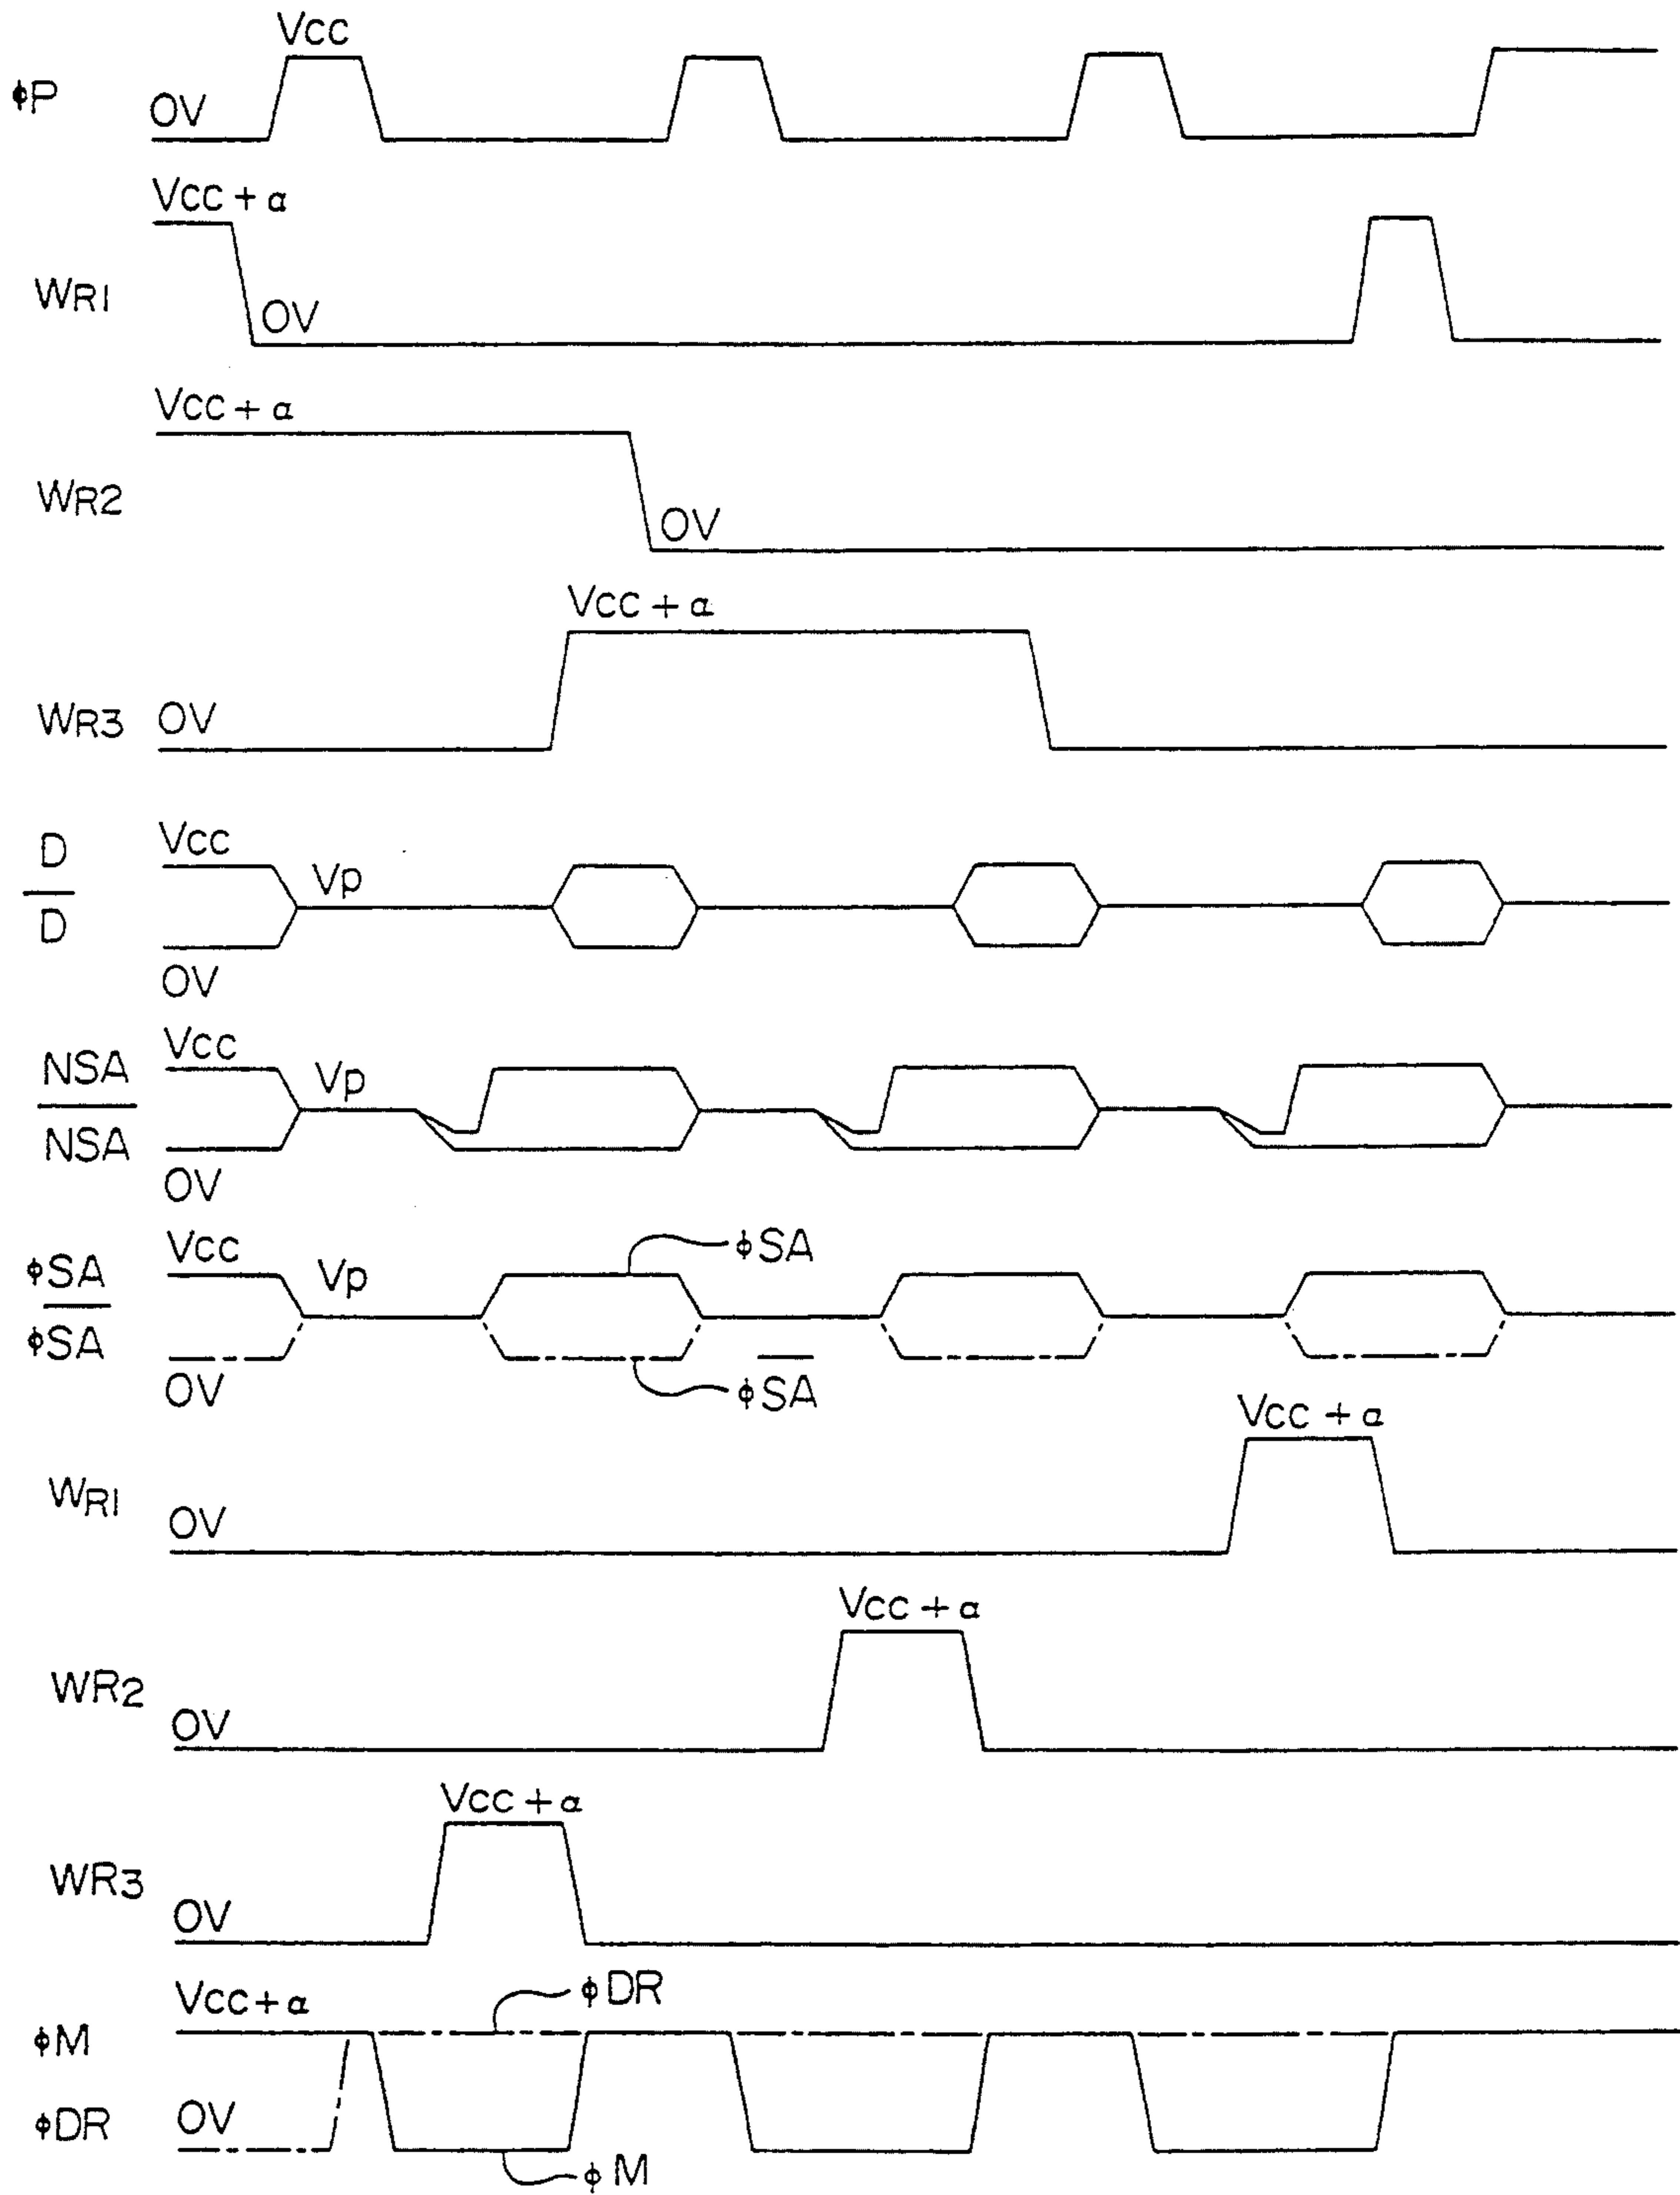 Vcc
ϕP
0V
Vcc + α
WR1
0V
Vcc + α
WR2
0V
Vcc + α
WR3 0V
Vcc
D
Vp
D
0V
Vcc
NSA
Vp
NSA
0V
Vcc
ϕSA
ϕSA
Vp
ϕSA
0V
ϕSA
Vcc + α
WR1
0V
Vcc + α
WR2
0V
Vcc + α
WR3
0V
Vcc+α
ϕDR
ϕM
0V
ϕDR
ϕM